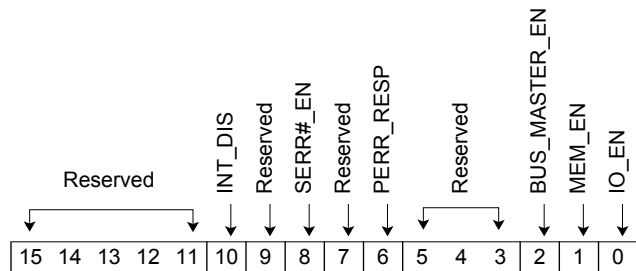 Reserved
INT_DIS
Reserved
SERR#_EN
Reserved
PERR_RESP
Reserved
BUS_MASTER_EN
MEM_EN
IO_EN
15 14 13 12 11 10 9 8 7 6 5 4 3 2 1 0